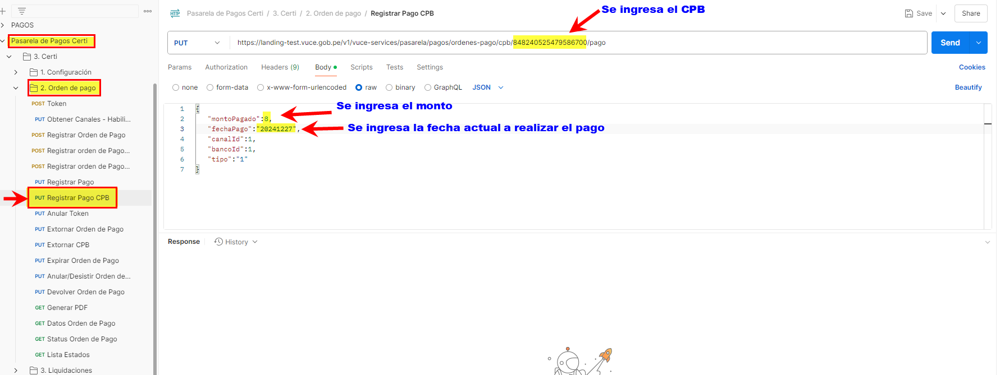 PAGOS
Pasarela de Pagos Certi
3. Certi
1. Configuración
2. Orden de pago
POST Token
PUT Obtener Canales - Habili...
POST Registrar Orden de Pago
POST Registrar orden de Pago...
POST Registrar orden de Pago...
PUT Registrar Pago
PUT Registrar Pago CPB
PUT Anular Token
PUT Extornar Orden de Pago
PUT Extornar CPB
PUT Expirar Orden de Pago
PUT Anular/Desistir Orden de...
PUT Devolver Orden de Pago
GET Generar PDF
GET Datos Orden de Pago
GET Status Orden de Pago
GET Lista Estados
3. Liquidaciones
HTTP Pasarela de Pagos Certi / 3. Certi / 2. Orden de pago / Registrar Pago CPB
Se ingresa el CPB
Save
Share
PUT https://landing-test.vuce.gob.pe/v1/vuce-services/pasarela/pagos/ordenes-pago/cpb/848240525479586700/pago
Send
Params Authorization Headers (9) Body Scripts Tests Settings
Cookies
none form-data x-www-form-urlencoded raw binary GraphQL JSON
Beautify
1 {
2 "montoPagado":8,
Se ingresa el monto
3 "fechaPago":"20241227",
Se ingresa la fecha actual a realizar el pago
4 "canalId":1,
5 "bancoId":1,
6 "tipo":"1"
7 }
Response History